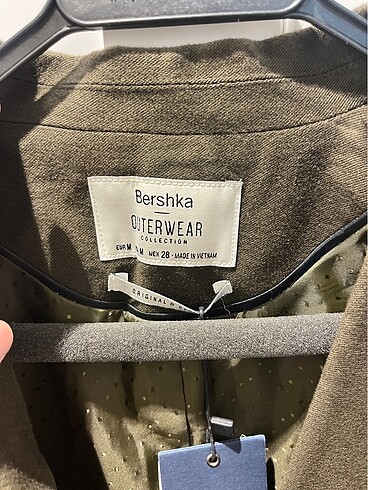 Bershka
OUTERWEAR
COLLECTION
EUR M M MEX 28 - MADE IN VIETNAM
ORIGINAL